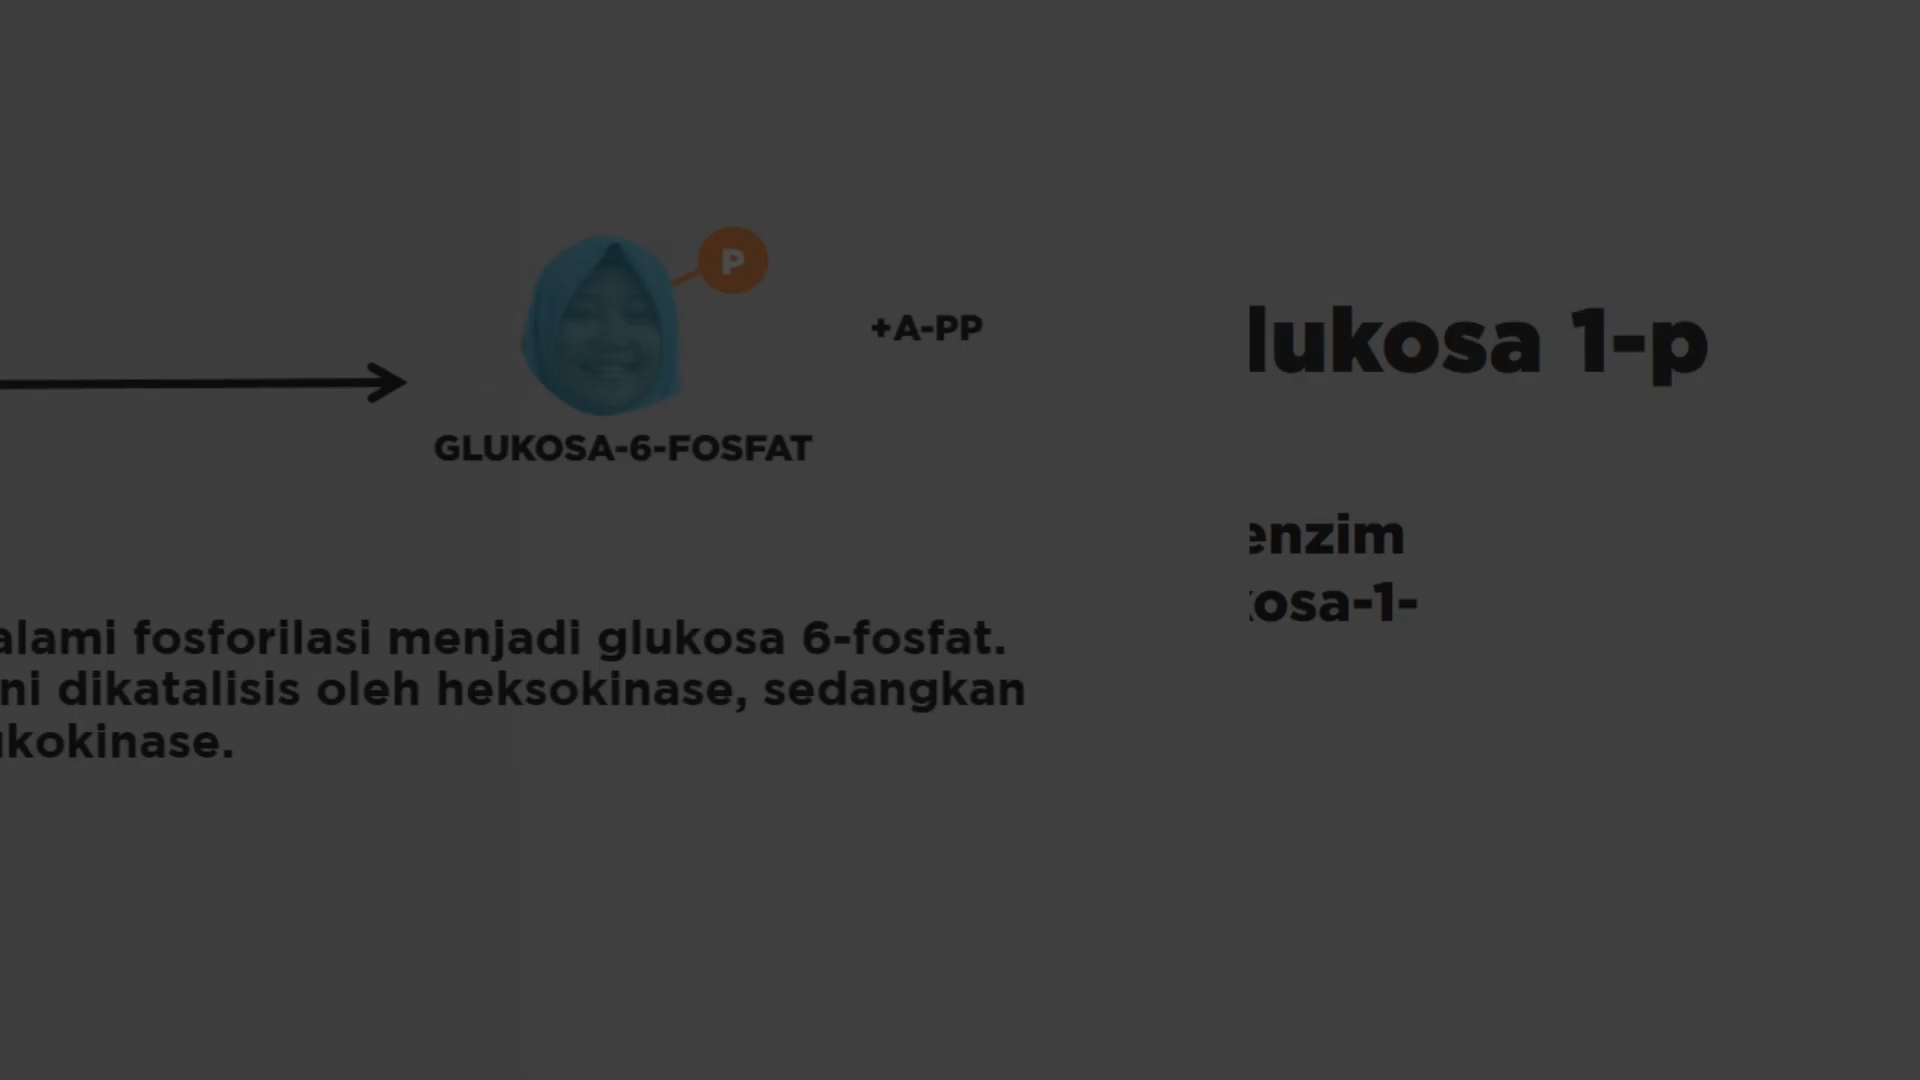 P
+A-PP
GLUKOSA-6-FOSFAT
alami fosforilasi menjadi glukosa 6-fosfat.
ni dikatalisis oleh heksokinase, sedangkan
ukokinase.
lukosa 1-p
enzim
kosa-1-